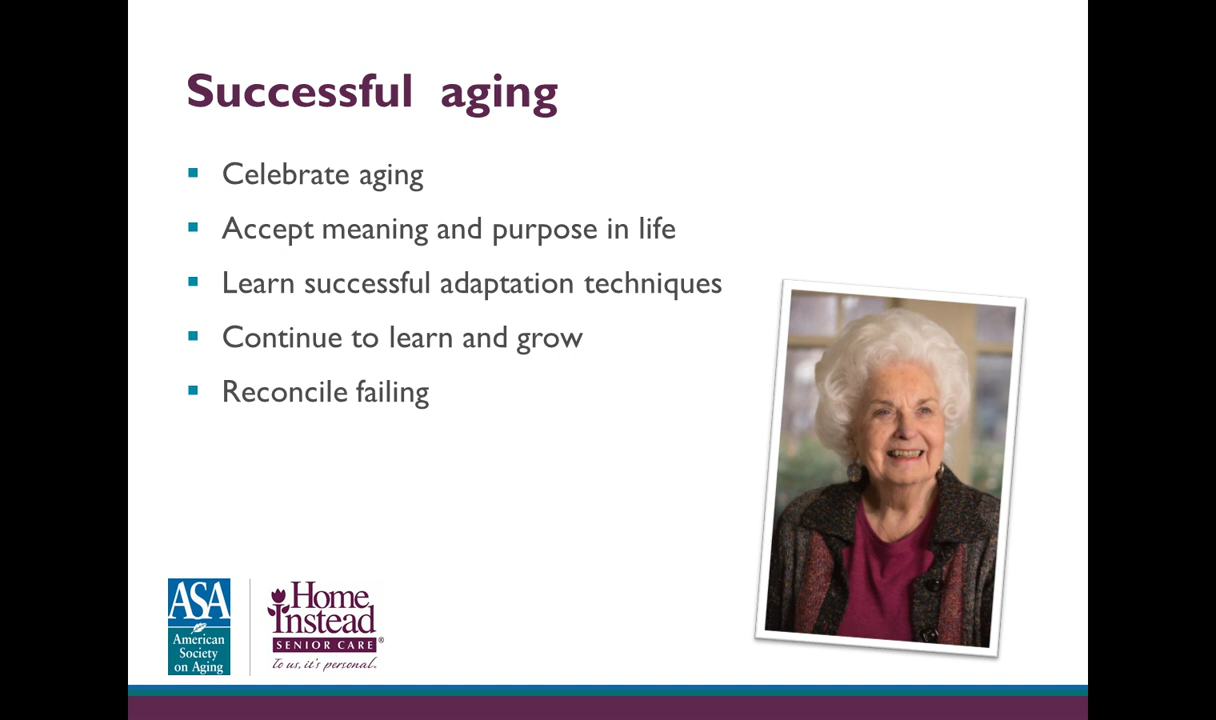 Successful aging
Celebrate aging
Accept meaning and purpose in life
Learn successful adaptation techniques
Continue to learn and grow
Reconcile failing
ASA
American
Society
on Aging
Home
Instead
SENIOR CARE®
To us, it's personal.